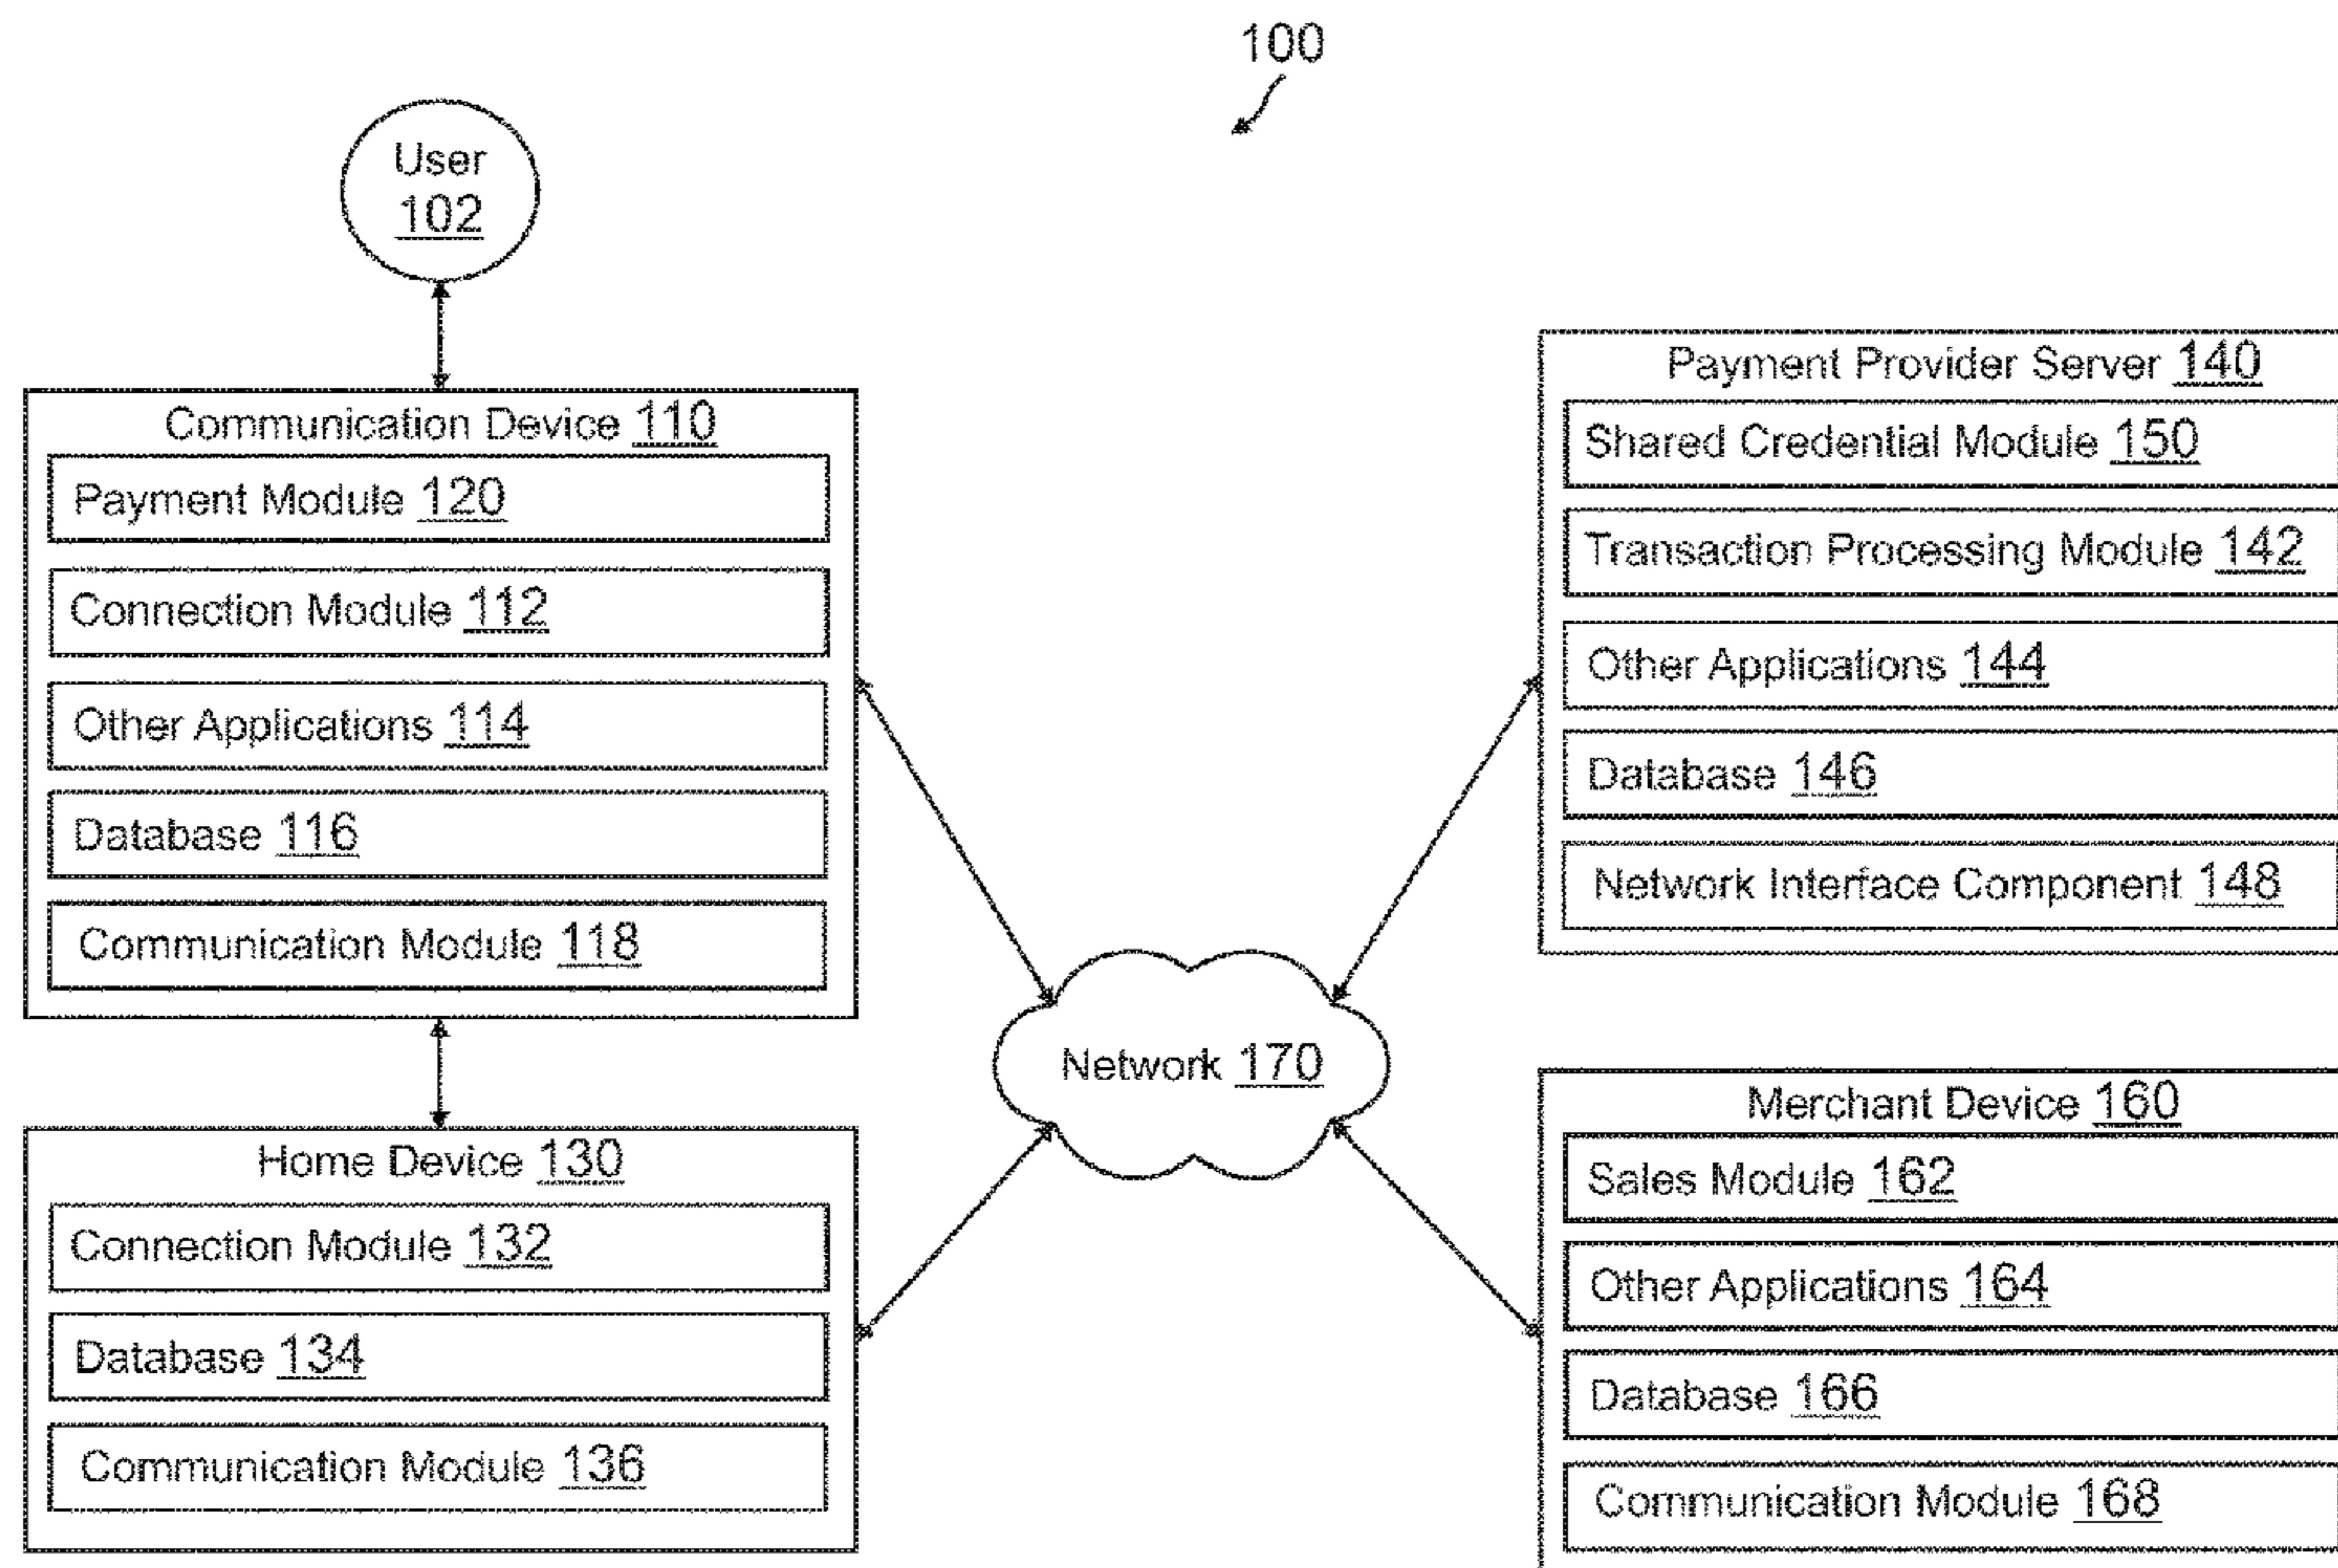 100
User
102
Communication Device 110
Payment Module 120
Connection Module 112
Other Applications 114
Database 116
Communication Module 118
Home Device 130
Connection Module 132
Database 134
Communication Module 136
Network 170
Payment Provider Server 140
Shared Credential Module 150
Transaction Processing Module 142
Other Applications 144
Database 146
Network Interface Component 148
Merchant Device 160
Sales Module 162
Other Applications 164
Database 166
Communication Module 168